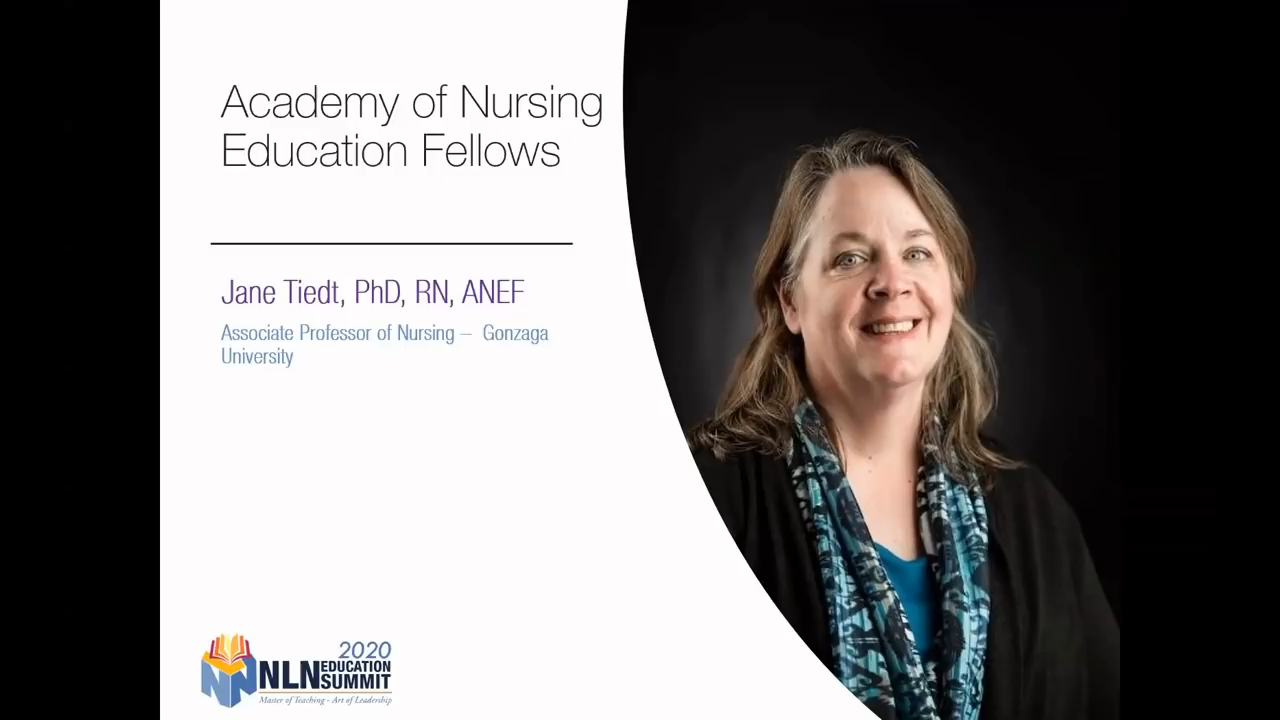 Academy of Nursing
Education Fellows
Jane Tiedt, PhD, RN, ANEF
Associate Professor of Nursing – Gonzaga
University
2020
NLN EDUCATION
SUMMIT
Master of Teaching - Art of Leadership